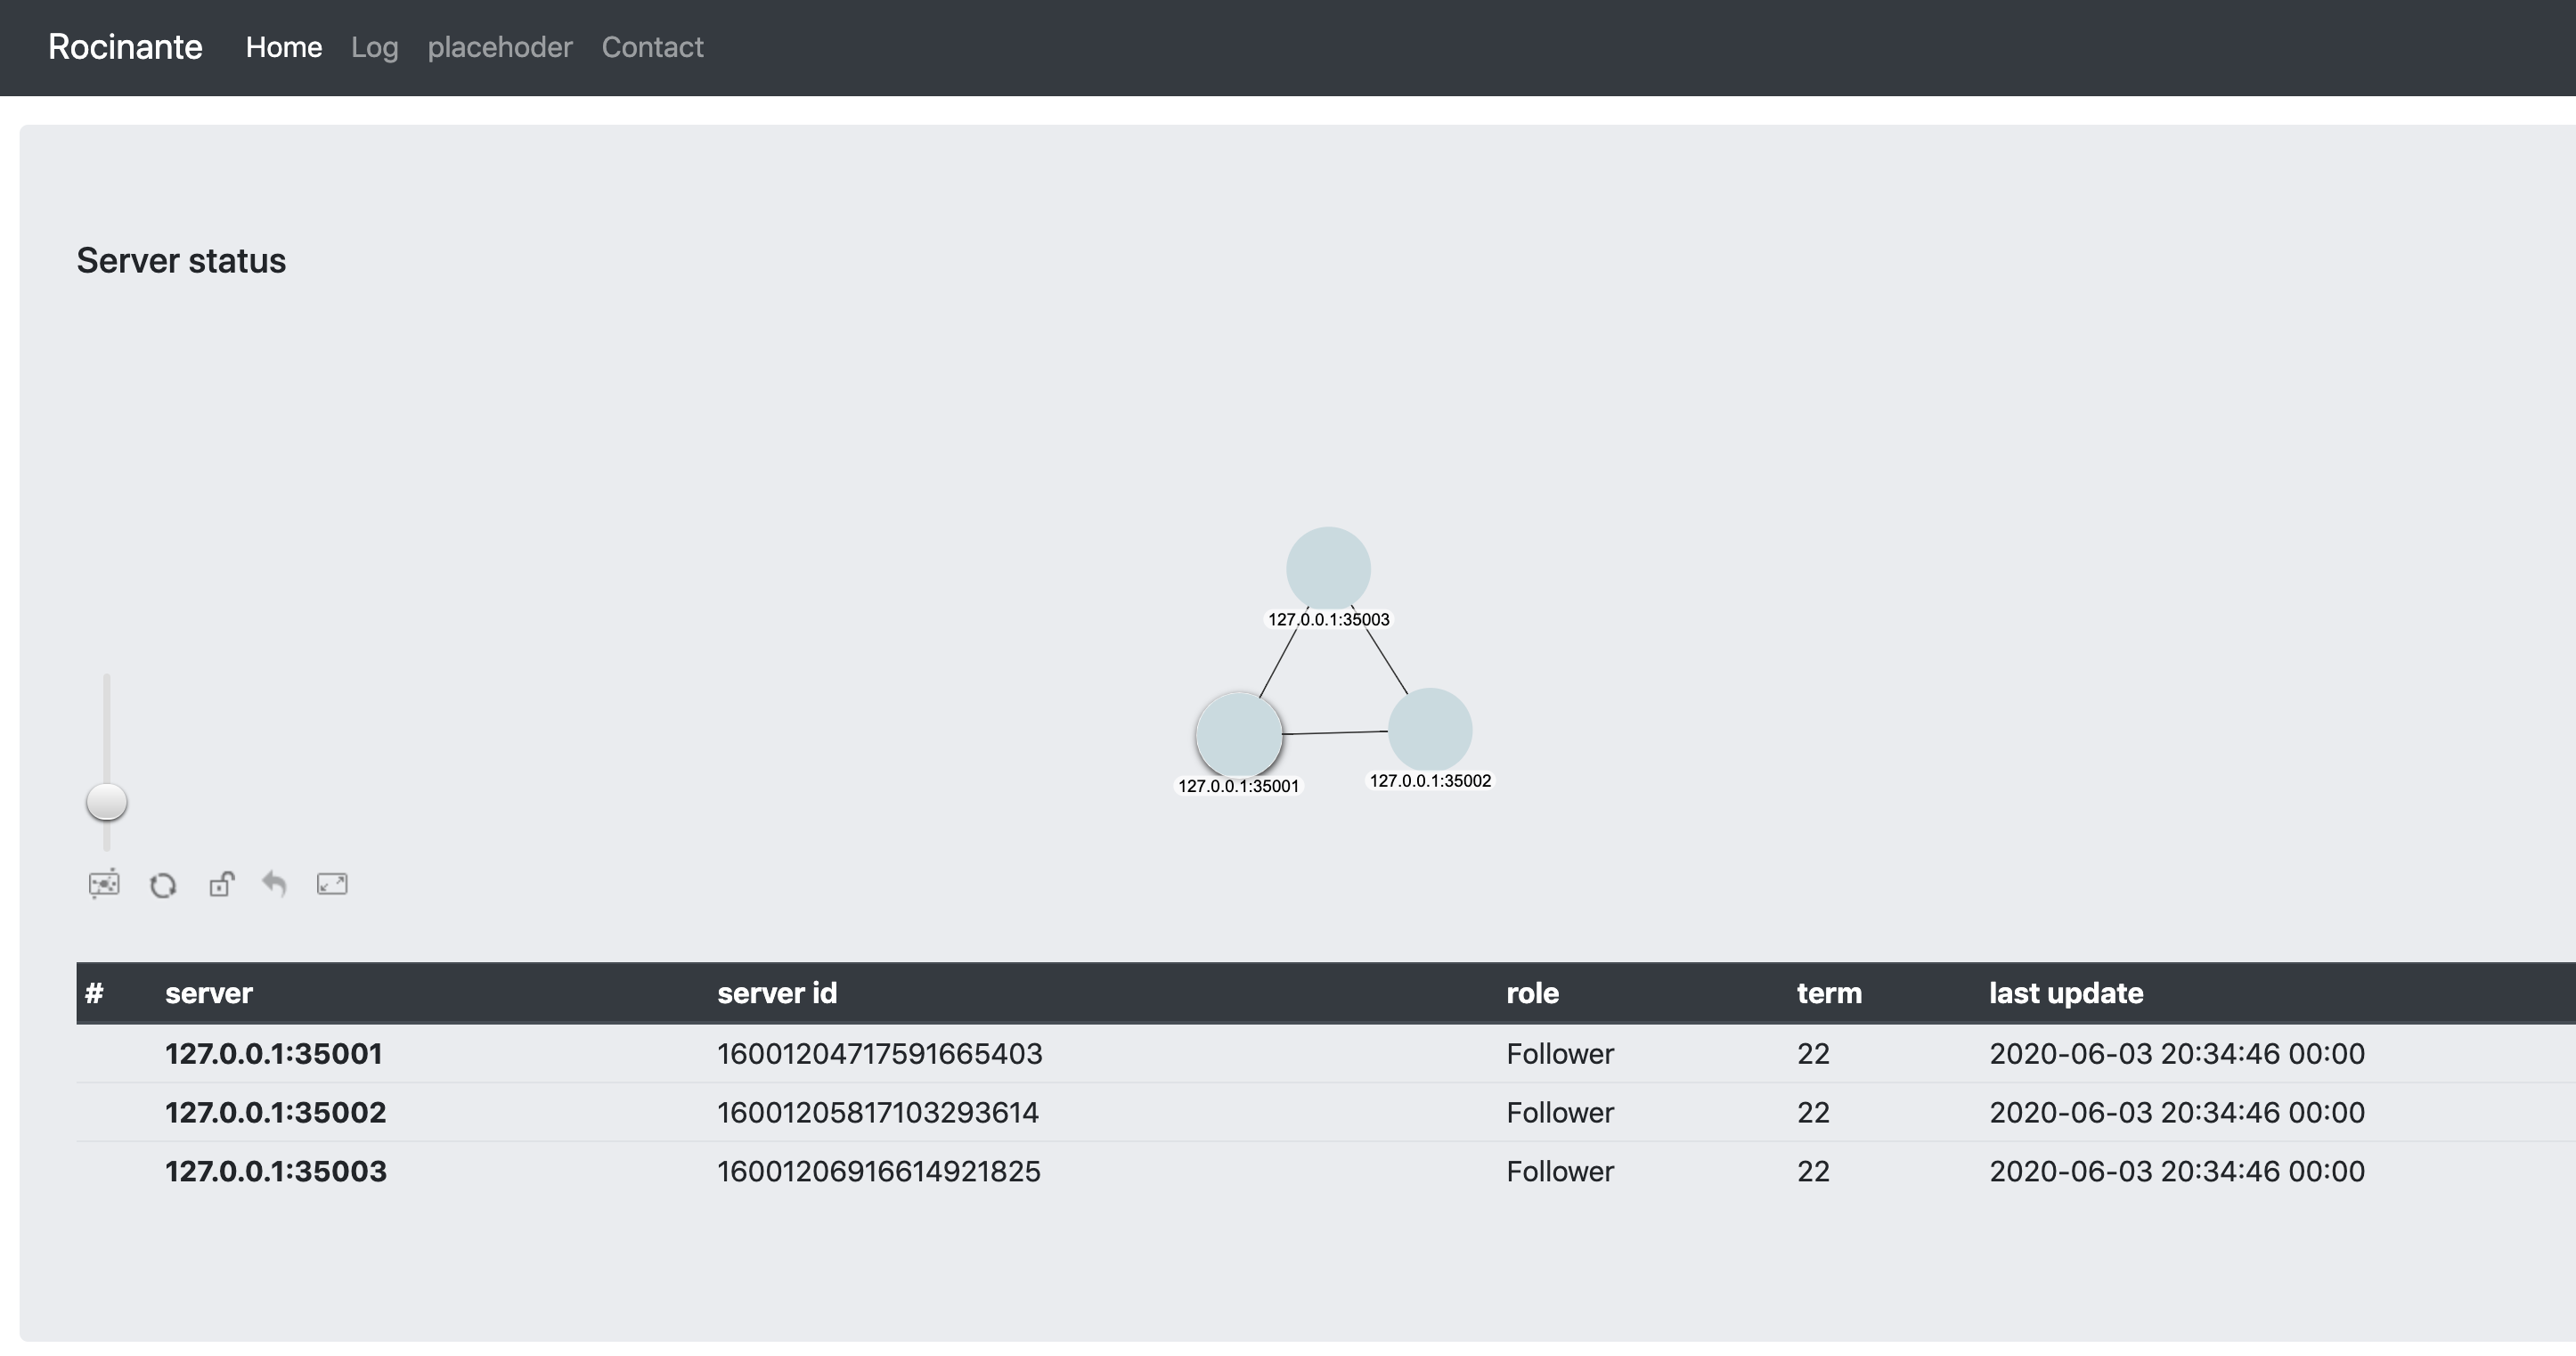 Rocinante Home Log placehoder Contact
Server status
127.0.0.1:35003
127.0.0.1:35001 127.0.0.1:35002
# server server id role term last update
127.0.0.1:35001 16001204717591665403 Follower 22 2020-06-03 20:34:46 00:00
127.0.0.1:35002 16001205817103293614 Follower 22 2020-06-03 20:34:46 00:00
127.0.0.1:35003 16001206916614921825 Follower 22 2020-06-03 20:34:46 00:00